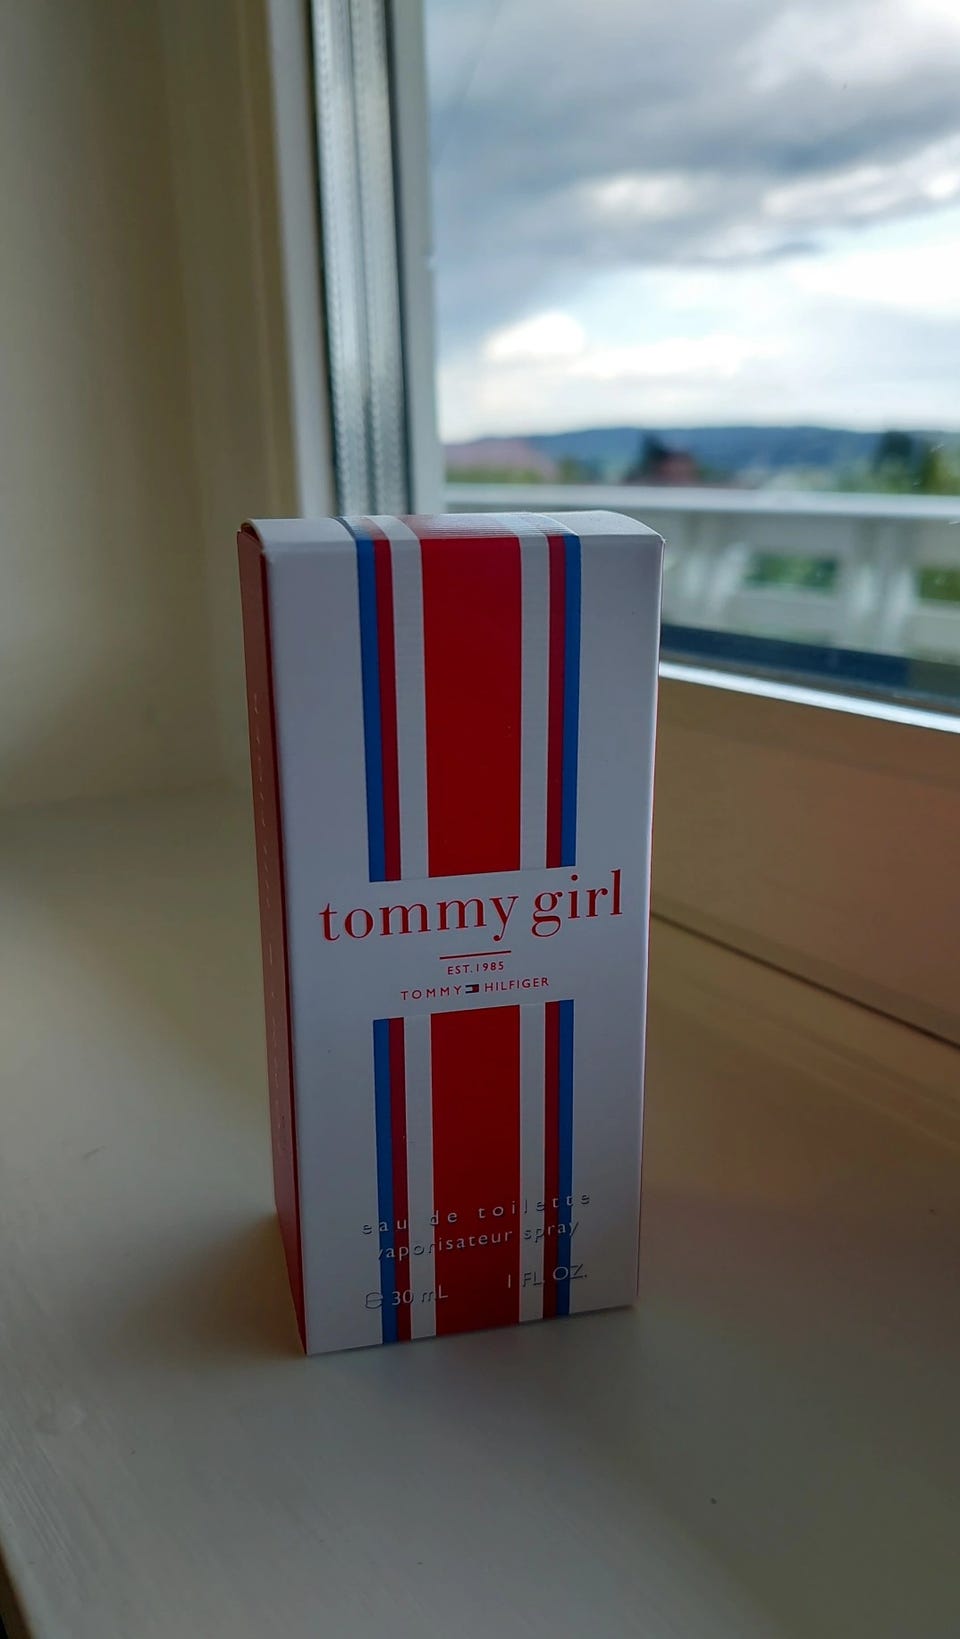 tommy girl
EST.1985
TOMMY HILFIGER
eau de toilette
vaporisateur spray
℮ 30 mL 1 FL. OZ.